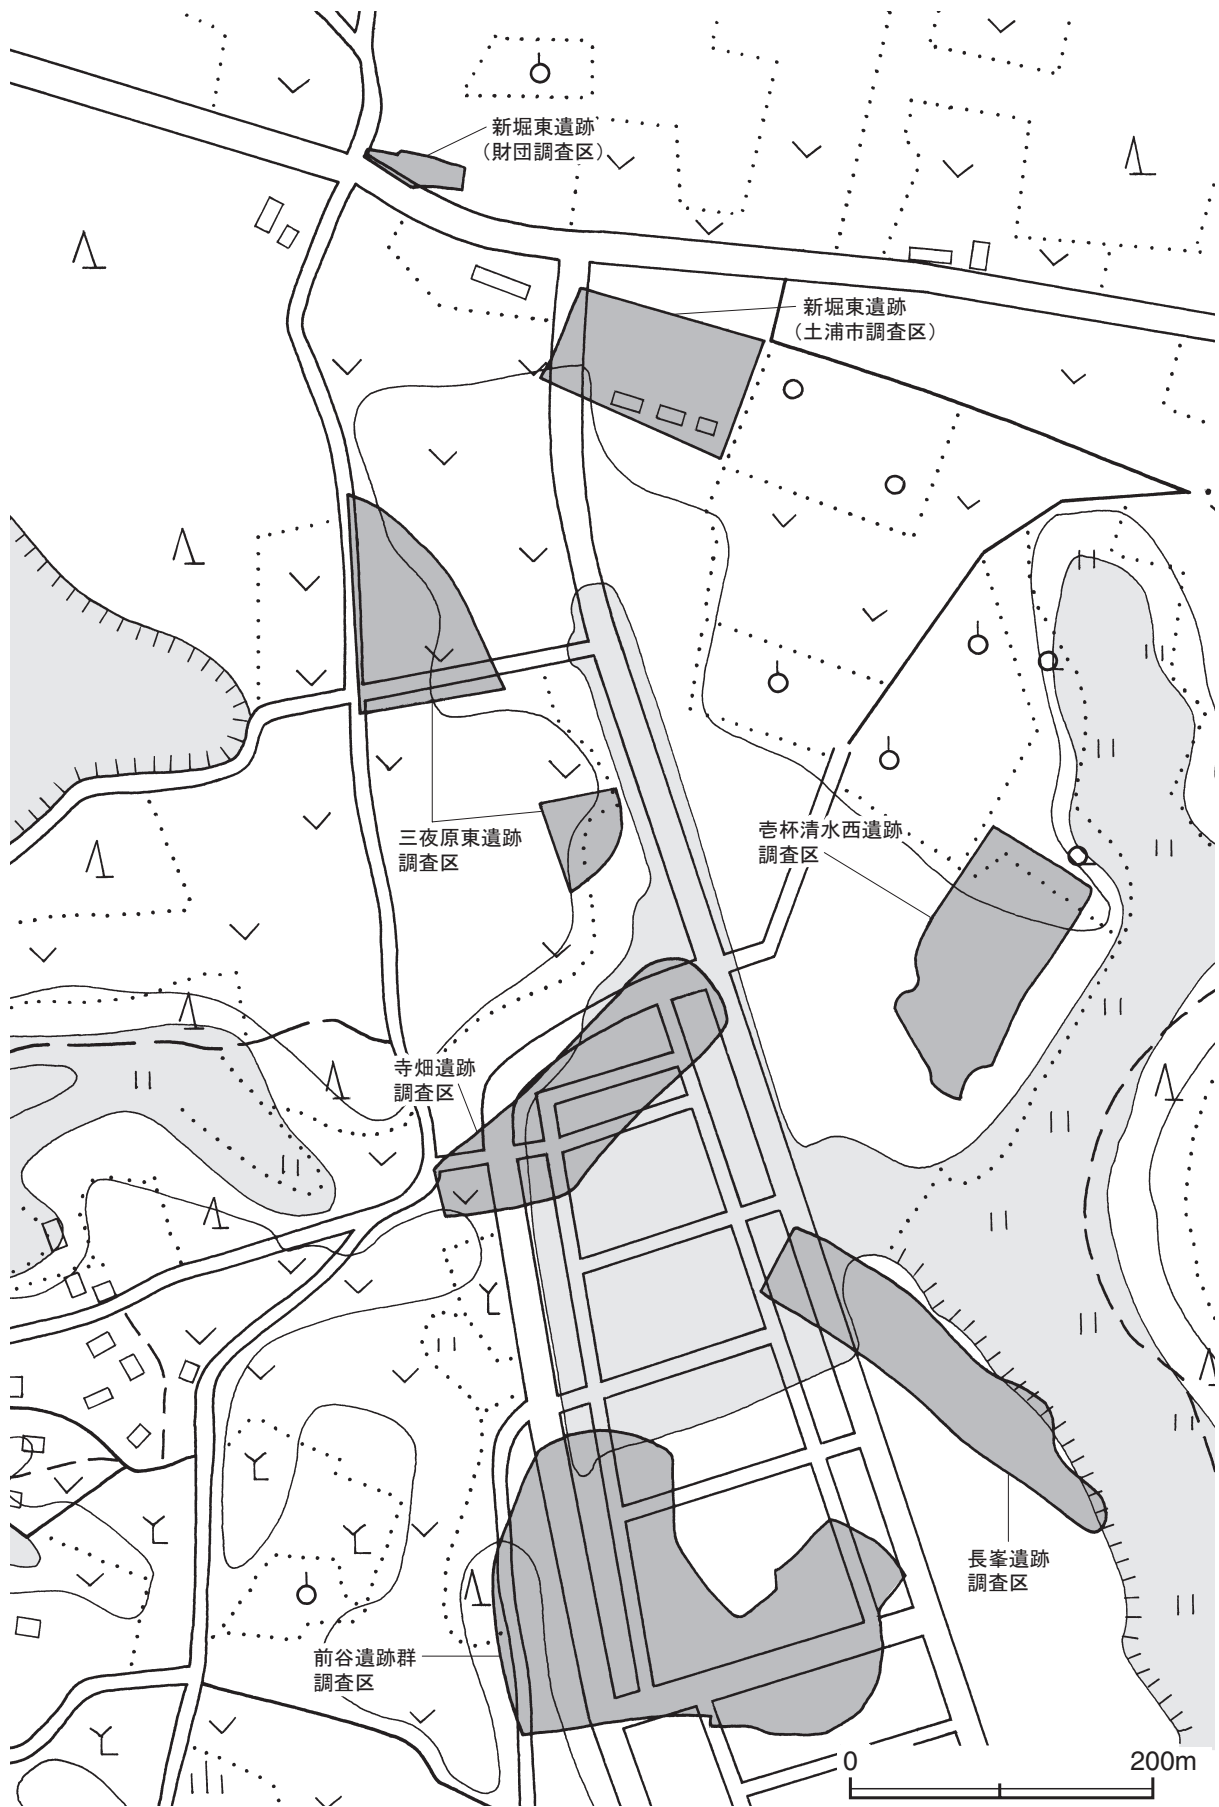 新堀東遺跡
（財団調査区）
新堀東遺跡
（土浦市調査区）
三夜原東遺跡
調査区
壱杯清水西遺跡
調査区
寺畑遺跡
調査区
長峯遺跡
調査区
前谷遺跡群
調査区
0 200m